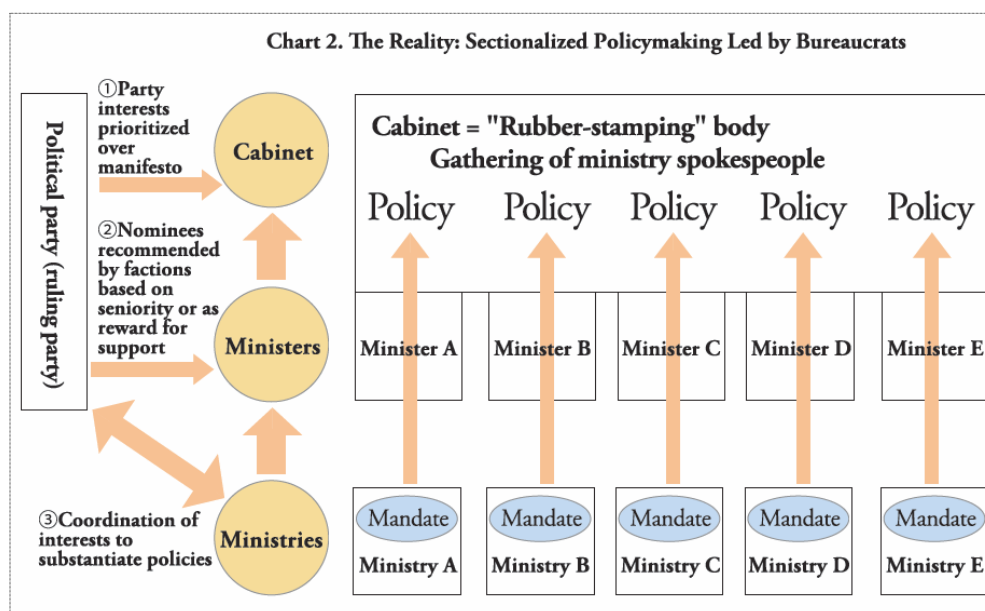 Chart 2. The Reality: Sectionalized Policymaking Led by Bureaucrats
Political party (ruling party)
①Party
interests
prioritized
over
manifesto
②Nominees
recommended
by factions
based on
seniority or as
reward for
support
③Coordination of
interests to
substantiate policies
Cabinet
Ministers
Ministries
Cabinet = "Rubber-stamping" body
Gathering of ministry spokespeople
Policy Policy Policy Policy Policy
Minister A Minister B Minister C Minister D Minister E
Mandate Mandate Mandate Mandate Mandate
Ministry A Ministry B Ministry C Ministry D Ministry E